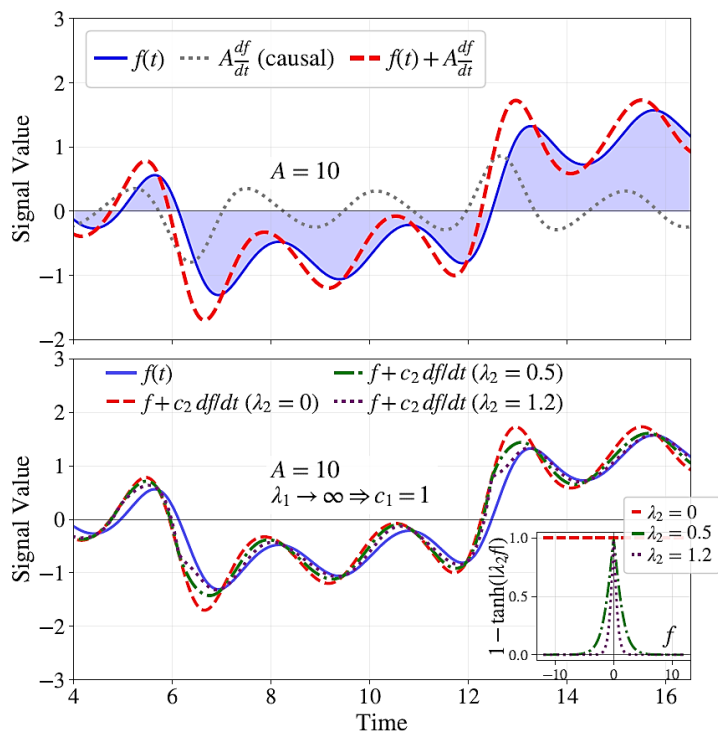 3
2
1
0
−1
−2
Signal Value
f(t)
A df/dt (causal)
f(t) + A df/dt
A = 10
3
2
1
0
−1
−2
−3
Signal Value
f(t)
f + c₂ df/dt (λ₂ = 0)
f + c₂ df/dt (λ₂ = 0.5)
f + c₂ df/dt (λ₂ = 1.2)
A = 10
λ₁ → ∞ ⇒ c₁ = 1
λ₂ = 0
λ₂ = 0.5
λ₂ = 1.2
1 − tanh(|λ₂f|)
1.0
0.5
0.0
f
−10 0 10
4 6 8 10 12 14 16
Time